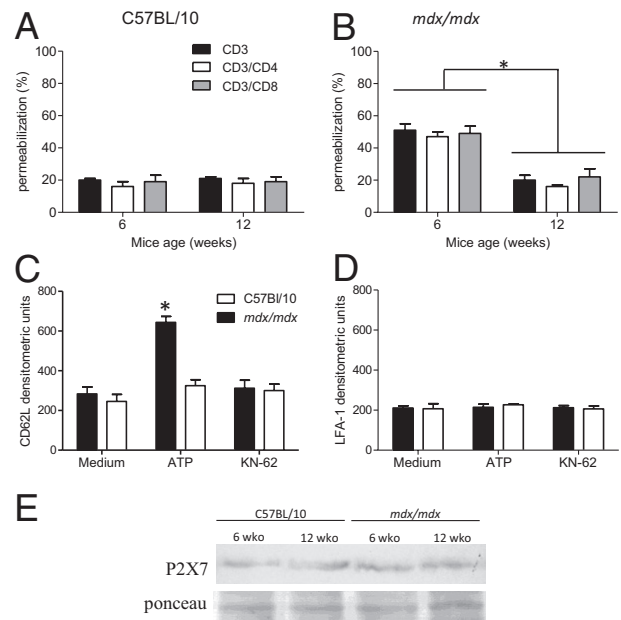 A
C57BL/10
100
80
60
40
20
0
permeabilization (%)
CD3
CD3/CD4
CD3/CD8
6
12
Mice age (weeks)
B
mdx/mdx
100
80
60
40
20
0
permeabilization (%)
*
6
12
Mice age (weeks)
C
800
600
400
200
0
CD62L densitometric units
*
C57Bl/10
mdx/mdx
Medium
ATP
KN-62
D
800
600
400
200
0
LFA-1 densitometric units
Medium
ATP
KN-62
E
C57BL/10
mdx/mdx
6 wko
12 wko
6 wko
12 wko
P2X7
ponceau